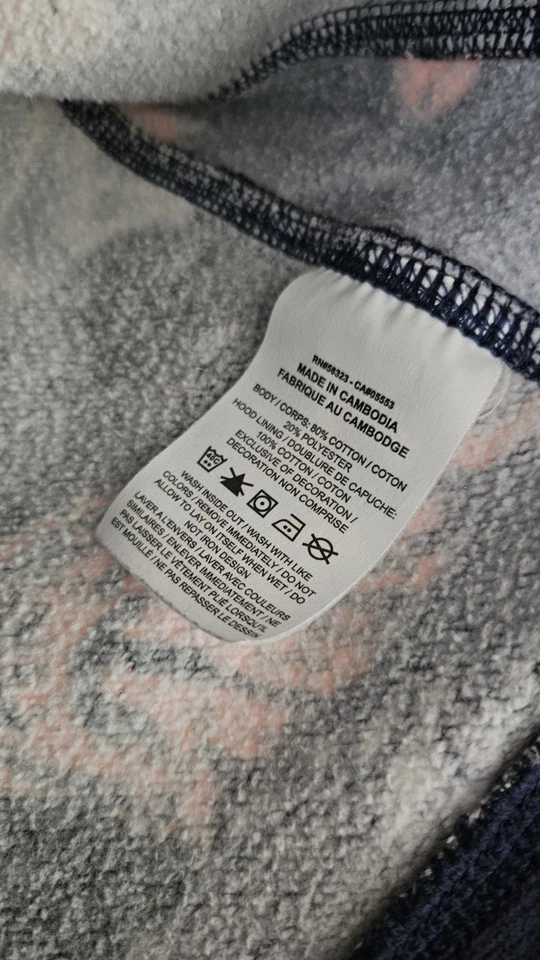 RN#56323 - CA#05553
MADE IN CAMBODIA
FABRIQUE AU CAMBODGE
BODY / CORPS: 80% COTTON / COTON
20% POLYESTER
HOOD LINING / DOUBLURE DE CAPUCHE:
100% COTTON / COTON
EXCLUSIVE OF DECORATION /
DECORATION NON COMPRISE
40C
WASH INSIDE OUT / WASH WITH LIKE
COLORS / REMOVE IMMEDIATELY / DO NOT
ALLOW TO LAY ON ITSELF WHEN WET / DO
NOT IRON DESIGN
LAVER A L'ENVERS / LAVER AVEC COULEURS
SIMILAIRES / ENLEVER IMMEDIATEMENT / NE
PAS LAISSER LE VÊTEMENT PLIÉ LORSQU'IL
EST MOUILLÉ / NE PAS REPASSER LE DESSIN